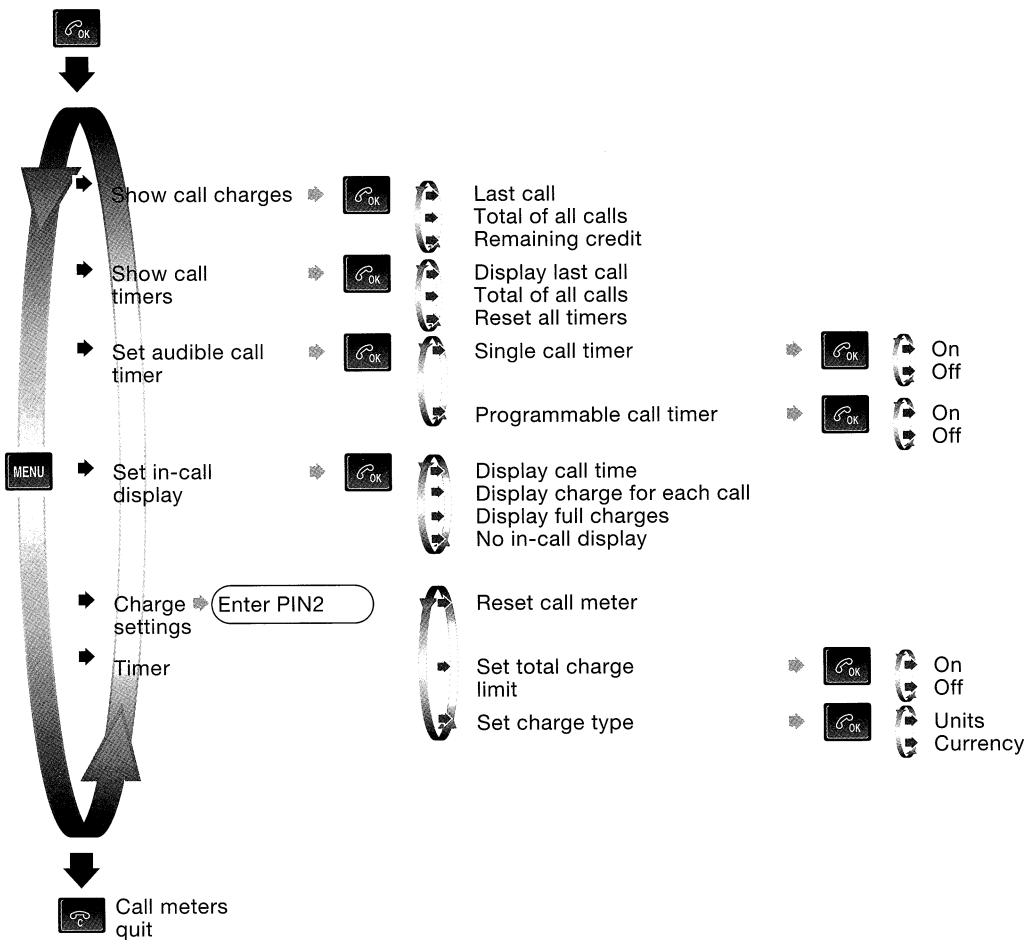 OK
Show call charges
OK
Last call
Total of all calls
Remaining credit
Show call
timers
OK
Display last call
Total of all calls
Reset all timers
Set audible call
timer
OK
Single call timer
OK
On
Off
Programmable call timer
OK
On
Off
MENU
Set in-call
display
OK
Display call time
Display charge for each call
Display full charges
No in-call display
Charge
settings
Enter PIN2
Reset call meter
Timer
Set total charge
limit
OK
On
Off
Set charge type
OK
Units
Currency
C
Call meters
quit